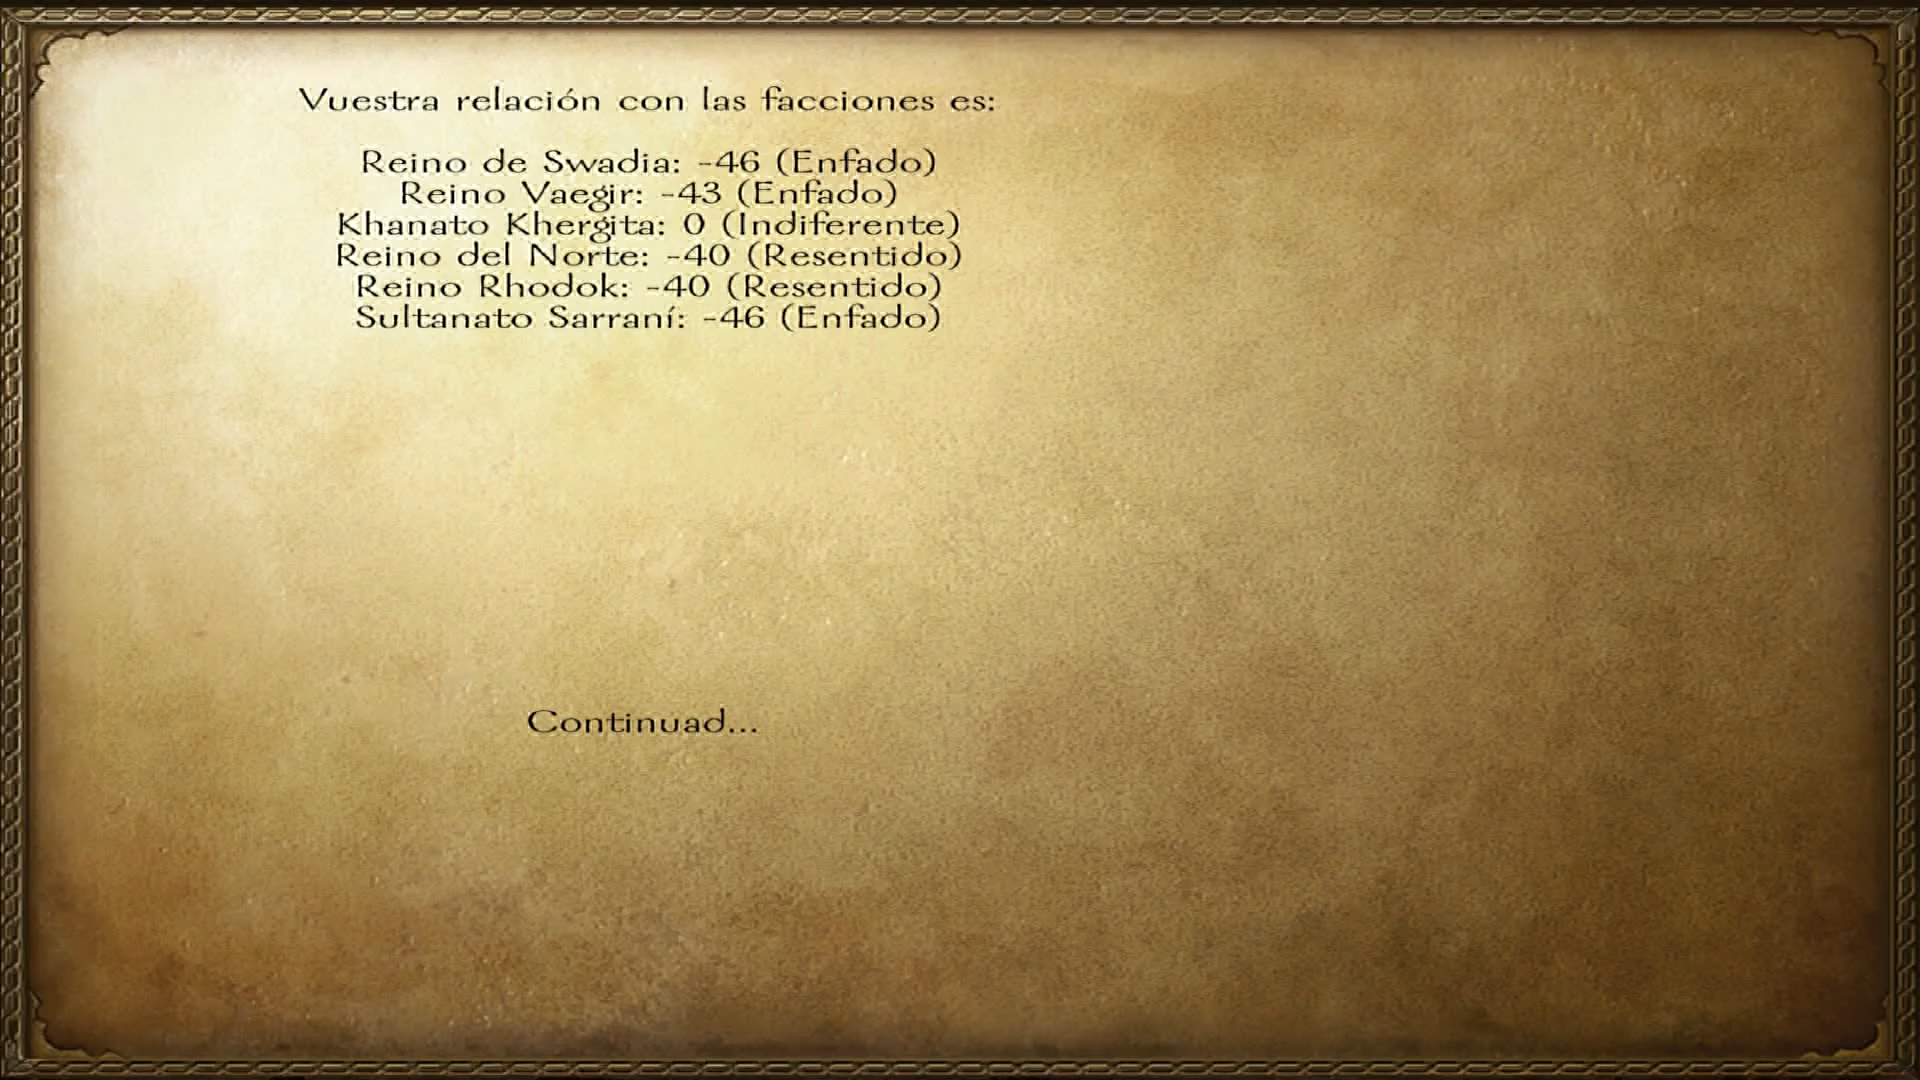 Vuestra relación con las facciones es:
Reino de Swadia: -46 (Enfado)
Reino Vaegir: -43 (Enfado)
Khanato Khergita: 0 (Indiferente)
Reino del Norte: -40 (Resentido)
Reino Rhodok: -40 (Resentido)
Sultanato Sarraní: -46 (Enfado)
Continuad...